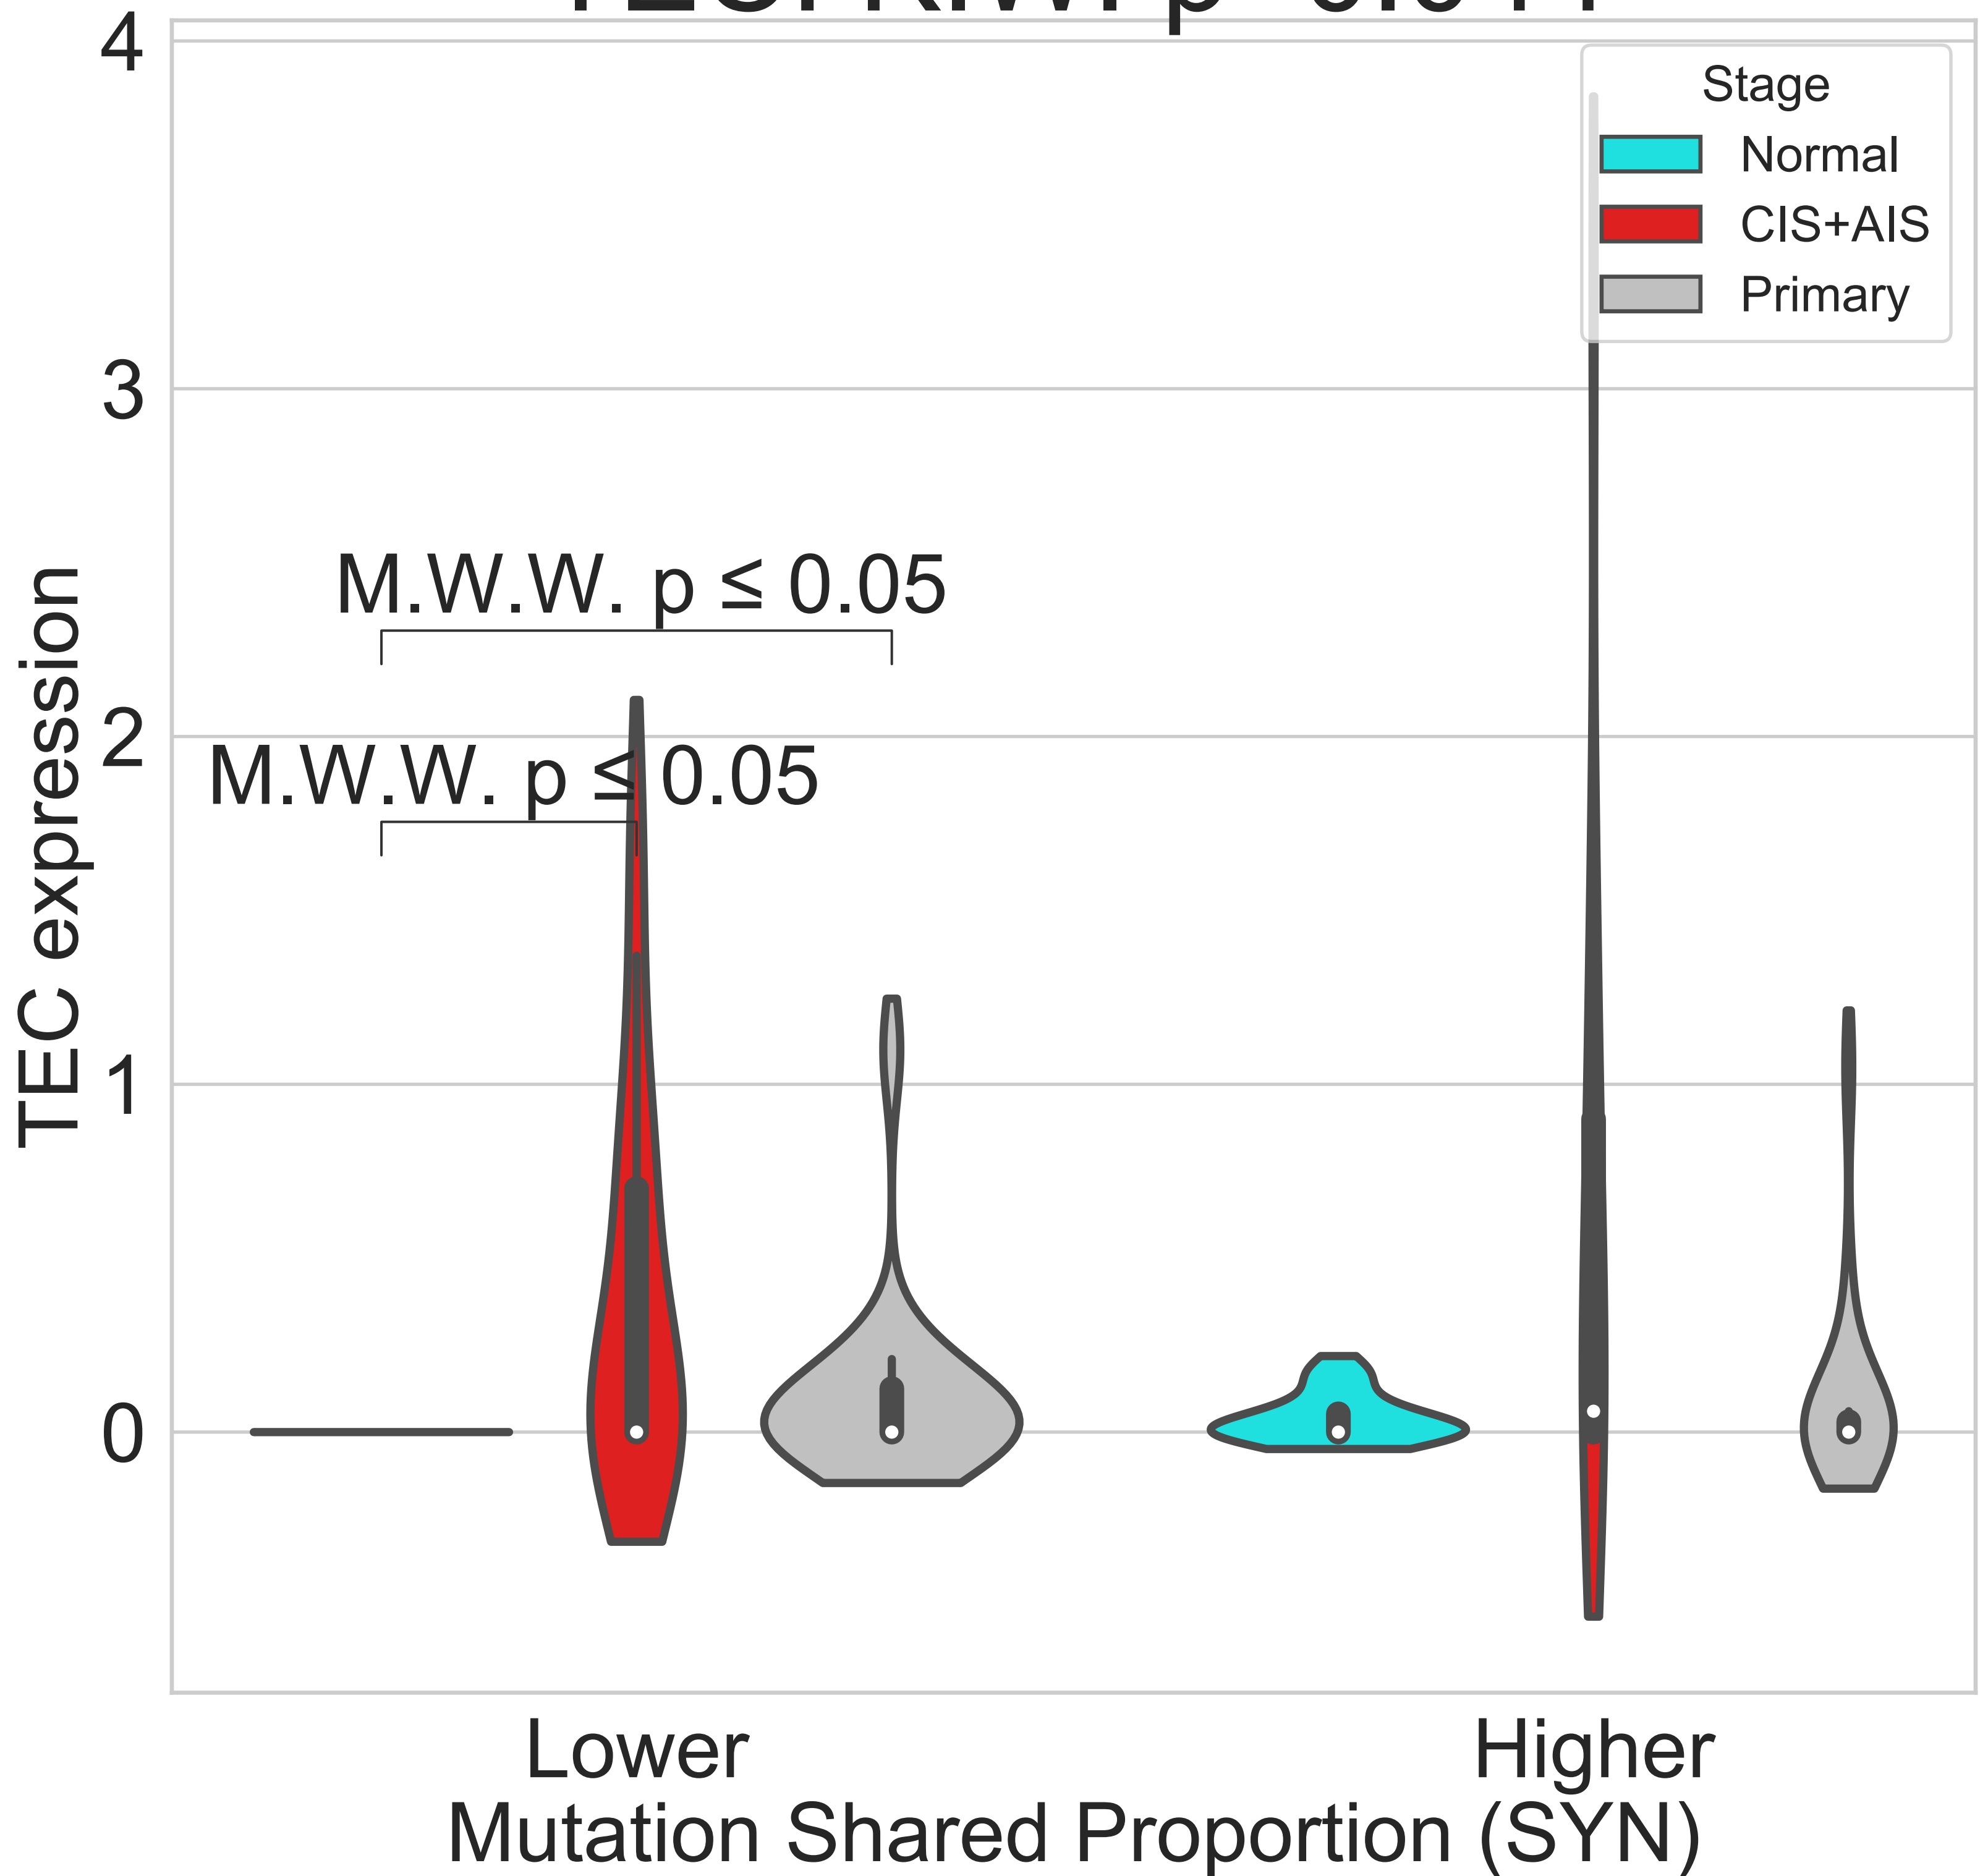 4
Stage
Normal
CIS+AIS
Primary
3
M.W.W. p ≤ 0.05
2
M.W.W. p ≤ 0.05
TEC expression
1
0
Lower
Higher
Mutation Shared Proportion (SYN)